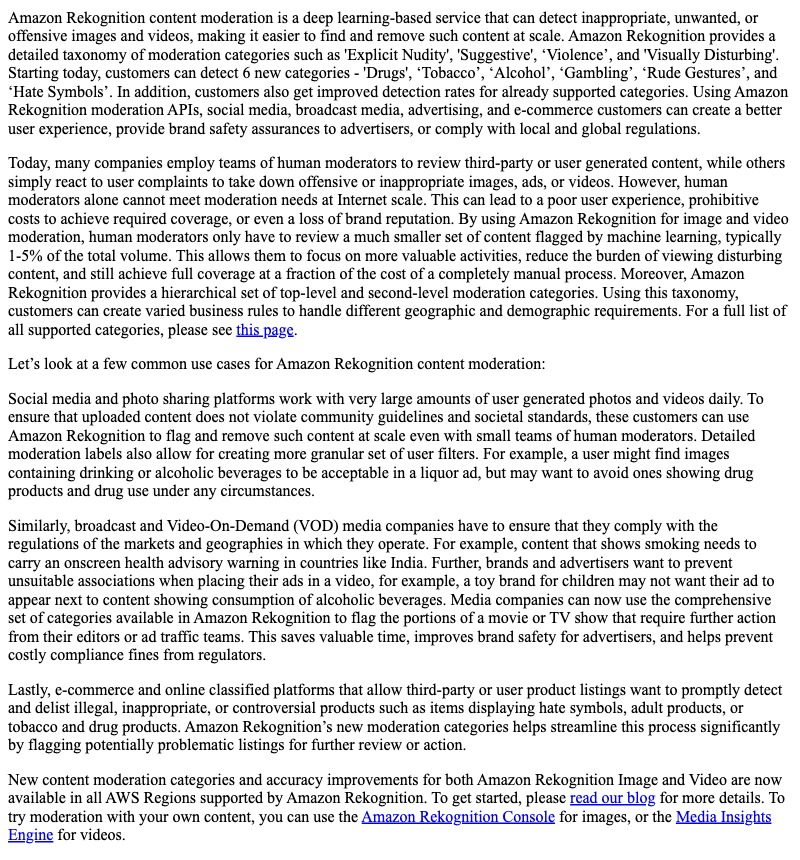 Amazon Rekognition content moderation is a deep learning-based service that can detect inappropriate, unwanted, or
offensive images and videos, making it easier to find and remove such content at scale. Amazon Rekognition provides a
detailed taxonomy of moderation categories such as 'Explicit Nudity', 'Suggestive', ‘Violence’, and 'Visually Disturbing'.
Starting today, customers can detect 6 new categories - 'Drugs', ‘Tobacco’, ‘Alcohol’, ‘Gambling’, ‘Rude Gestures’, and
‘Hate Symbols’. In addition, customers also get improved detection rates for already supported categories. Using Amazon
Rekognition moderation APIs, social media, broadcast media, advertising, and e-commerce customers can create a better
user experience, provide brand safety assurances to advertisers, or comply with local and global regulations.
Today, many companies employ teams of human moderators to review third-party or user generated content, while others
simply react to user complaints to take down offensive or inappropriate images, ads, or videos. However, human
moderators alone cannot meet moderation needs at Internet scale. This can lead to a poor user experience, prohibitive
costs to achieve required coverage, or even a loss of brand reputation. By using Amazon Rekognition for image and video
moderation, human moderators only have to review a much smaller set of content flagged by machine learning, typically
1-5% of the total volume. This allows them to focus on more valuable activities, reduce the burden of viewing disturbing
content, and still achieve full coverage at a fraction of the cost of a completely manual process. Moreover, Amazon
Rekognition provides a hierarchical set of top-level and second-level moderation categories. Using this taxonomy,
customers can create varied business rules to handle different geographic and demographic requirements. For a full list of
all supported categories, please see this page.
Let’s look at a few common use cases for Amazon Rekognition content moderation:
Social media and photo sharing platforms work with very large amounts of user generated photos and videos daily. To
ensure that uploaded content does not violate community guidelines and societal standards, these customers can use
Amazon Rekognition to flag and remove such content at scale even with small teams of human moderators. Detailed
moderation labels also allow for creating more granular set of user filters. For example, a user might find images
containing drinking or alcoholic beverages to be acceptable in a liquor ad, but may want to avoid ones showing drug
products and drug use under any circumstances.
Similarly, broadcast and Video-On-Demand (VOD) media companies have to ensure that they comply with the
regulations of the markets and geographies in which they operate. For example, content that shows smoking needs to
carry an onscreen health advisory warning in countries like India. Further, brands and advertisers want to prevent
unsuitable associations when placing their ads in a video, for example, a toy brand for children may not want their ad to
appear next to content showing consumption of alcoholic beverages. Media companies can now use the comprehensive
set of categories available in Amazon Rekognition to flag the portions of a movie or TV show that require further action
from their editors or ad traffic teams. This saves valuable time, improves brand safety for advertisers, and helps prevent
costly compliance fines from regulators.
Lastly, e-commerce and online classified platforms that allow third-party or user product listings want to promptly detect
and delist illegal, inappropriate, or controversial products such as items displaying hate symbols, adult products, or
tobacco and drug products. Amazon Rekognition’s new moderation categories helps streamline this process significantly
by flagging potentially problematic listings for further review or action.
New content moderation categories and accuracy improvements for both Amazon Rekognition Image and Video are now
available in all AWS Regions supported by Amazon Rekognition. To get started, please read our blog for more details. To
try moderation with your own content, you can use the Amazon Rekognition Console for images, or the Media Insights
Engine for videos.